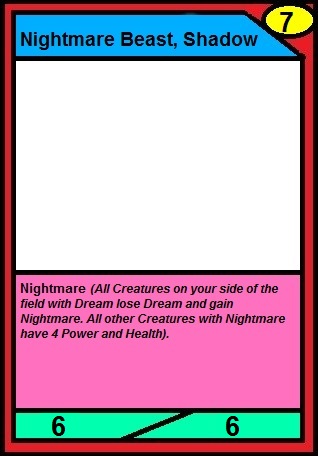 7
Nightmare Beast, Shadow
Nightmare (All Creatures on your side of the
field with Dream lose Dream and gain
Nightmare. All other Creatures with Nightmare
have 4 Power and Health).
6 6